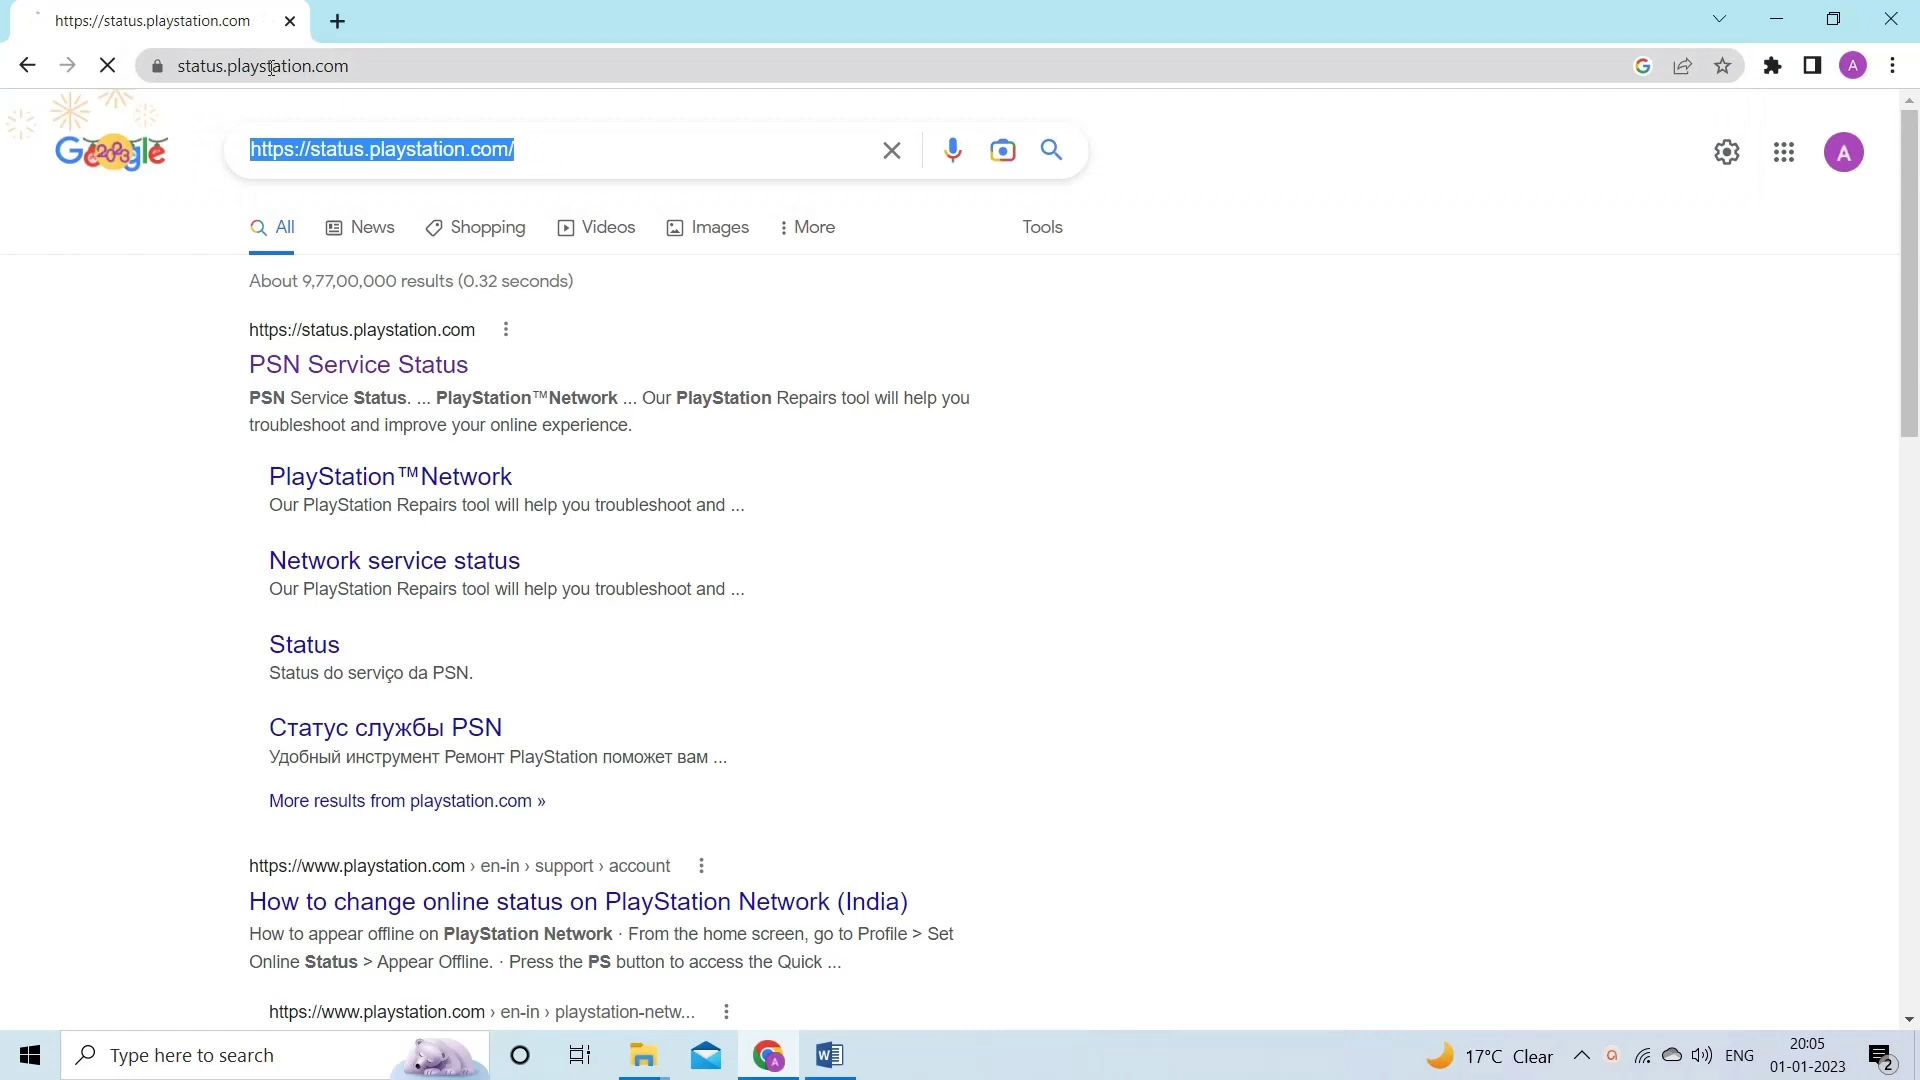 https://status.playstation.com
status.playstation.com
A
Google
2023
https://status.playstation.com/
A
All
News
Shopping
Videos
Images
More
Tools
About 9,77,00,000 results (0.32 seconds)
https://status.playstation.com
PSN Service Status
PSN Service Status. ... PlayStation™Network ... Our PlayStation Repairs tool will help you
troubleshoot and improve your online experience.
PlayStation™Network
Our PlayStation Repairs tool will help you troubleshoot and ...
Network service status
Our PlayStation Repairs tool will help you troubleshoot and ...
Status
Status do serviço da PSN.
Статус службы PSN
Удобный инструмент Ремонт PlayStation поможет вам ...
More results from playstation.com »
https://www.playstation.com › en-in › support › account
How to change online status on PlayStation Network (India)
How to appear offline on PlayStation Network · From the home screen, go to Profile > Set
Online Status > Appear Offline. · Press the PS button to access the Quick ...
https://www.playstation.com › en-in › playstation-netw...
Type here to search
17°C Clear
ENG
20:05
01-01-2023
2